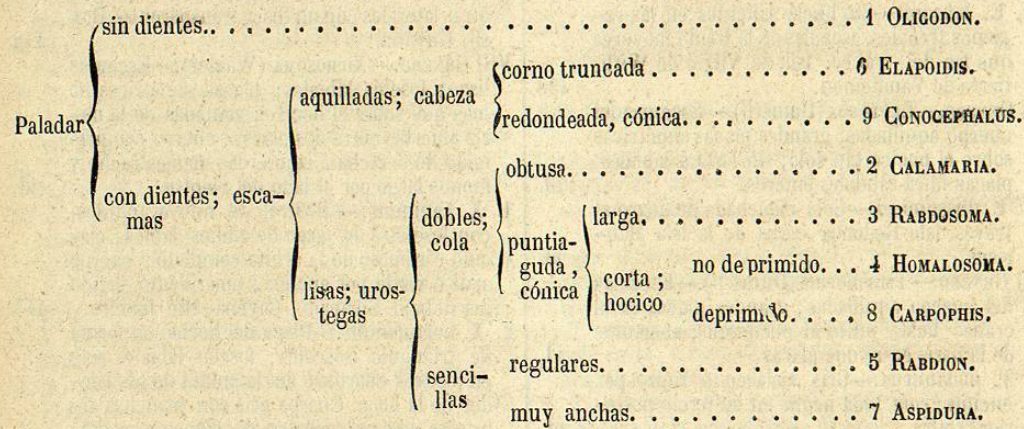 sin dientes. . . . . . . . . . . . . . . . . . . . . . . . . . . . . 1 OLIGODON.
corno truncada . . . . . . . . . 6 ELAPOIDIS.
aquilladas; cabeza
redondeada, cónica. . . . . . . . 9 CONOCEPHALUS.
Paladar
obtusa. . . . . . . . . . . . . 2 CALAMARIA.
con dientes; esca-
mas
dobles;
cola
larga. . . . . . . . . . . 3 RABDOSOMA.
puntia-
guda,
cónica
no deprimido. . . 4 HOMALOSOMA.
corta;
hocico
lisas; uros-
tegas
deprimido. . . . . 8 CARPOPHIS.
regulares. . . . . . . . . . . . 5 RABDION.
senci-
llas
muy anchas. . . . . . . . . . . 7 ASPIDURA.